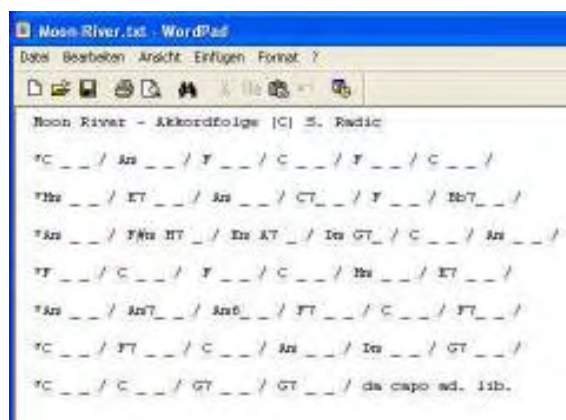 Moon-River.txt - WordPad
Datei Bearbeiten Ansicht Einfügen Format ?
Moon River - Akkordfolge (C) S. Radic
*C _ _ / Am _ _ / F _ _ / C _ _ / F _ _ / C _ _ /
*Hm _ _ / E7 _ _ / Am _ _ / C7_ _ / F _ _ / Bb7_ _ /
*Am _ _ / F#m H7 _ / Em A7 _ / Dm G7_ / C _ _ / Am _ _ /
*F _ _ / C _ _ / F _ _ / C _ _ / Hm _ _ / E7 _ _ /
*Am _ _ / Am7_ _ / Am6_ _ / F7 _ _ / C _ _ / F7_ _ /
*C _ _ / F7 _ _ / C _ _ / Am _ _ / Dm _ _ / G7 _ _ /
*C _ _ / C _ _ / G7 _ _ / G7 _ _ / da capo ad. lib.